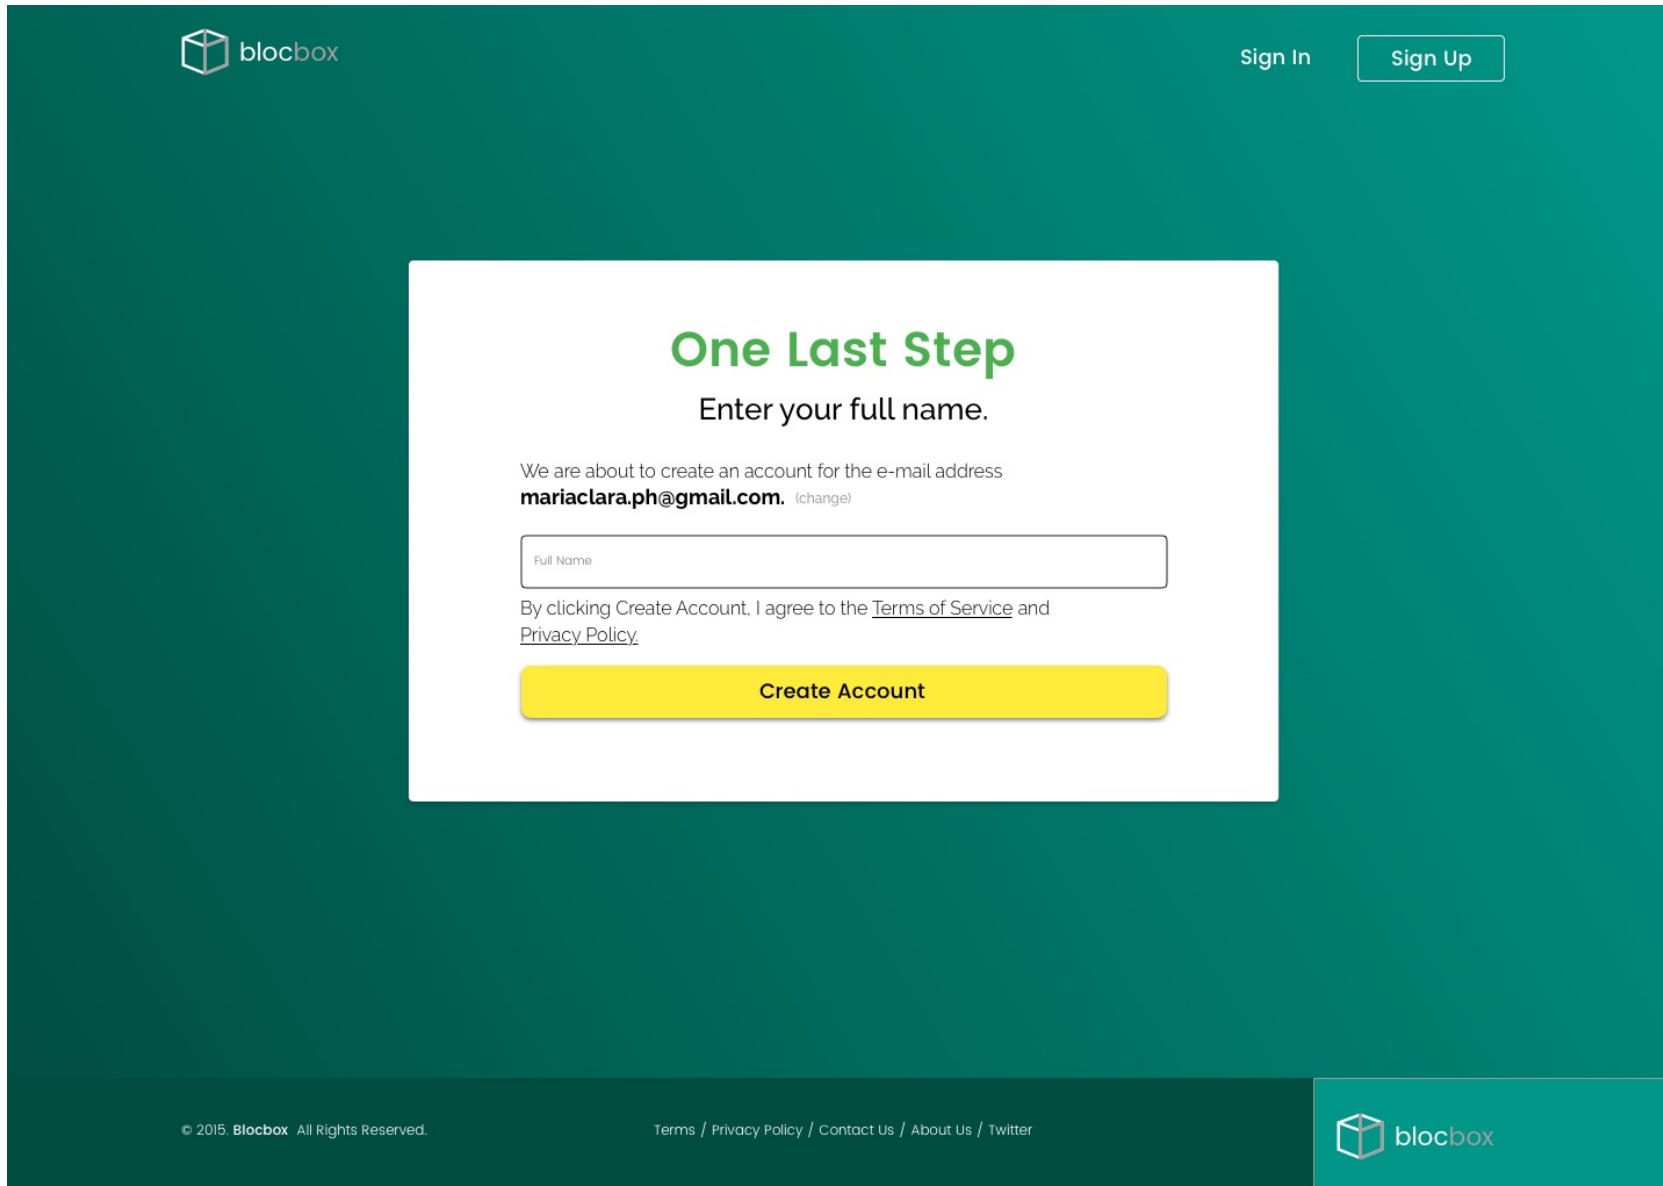 blocbox
Sign In
Sign Up
One Last Step
Enter your full name.
We are about to create an account for the e-mail address
mariaclara.ph@gmail.com. (change)
Full Name
By clicking Create Account, I agree to the Terms of Service and
Privacy Policy.
Create Account
© 2015. Blocbox All Rights Reserved.
Terms / Privacy Policy / Contact Us / About Us / Twitter
blocbox